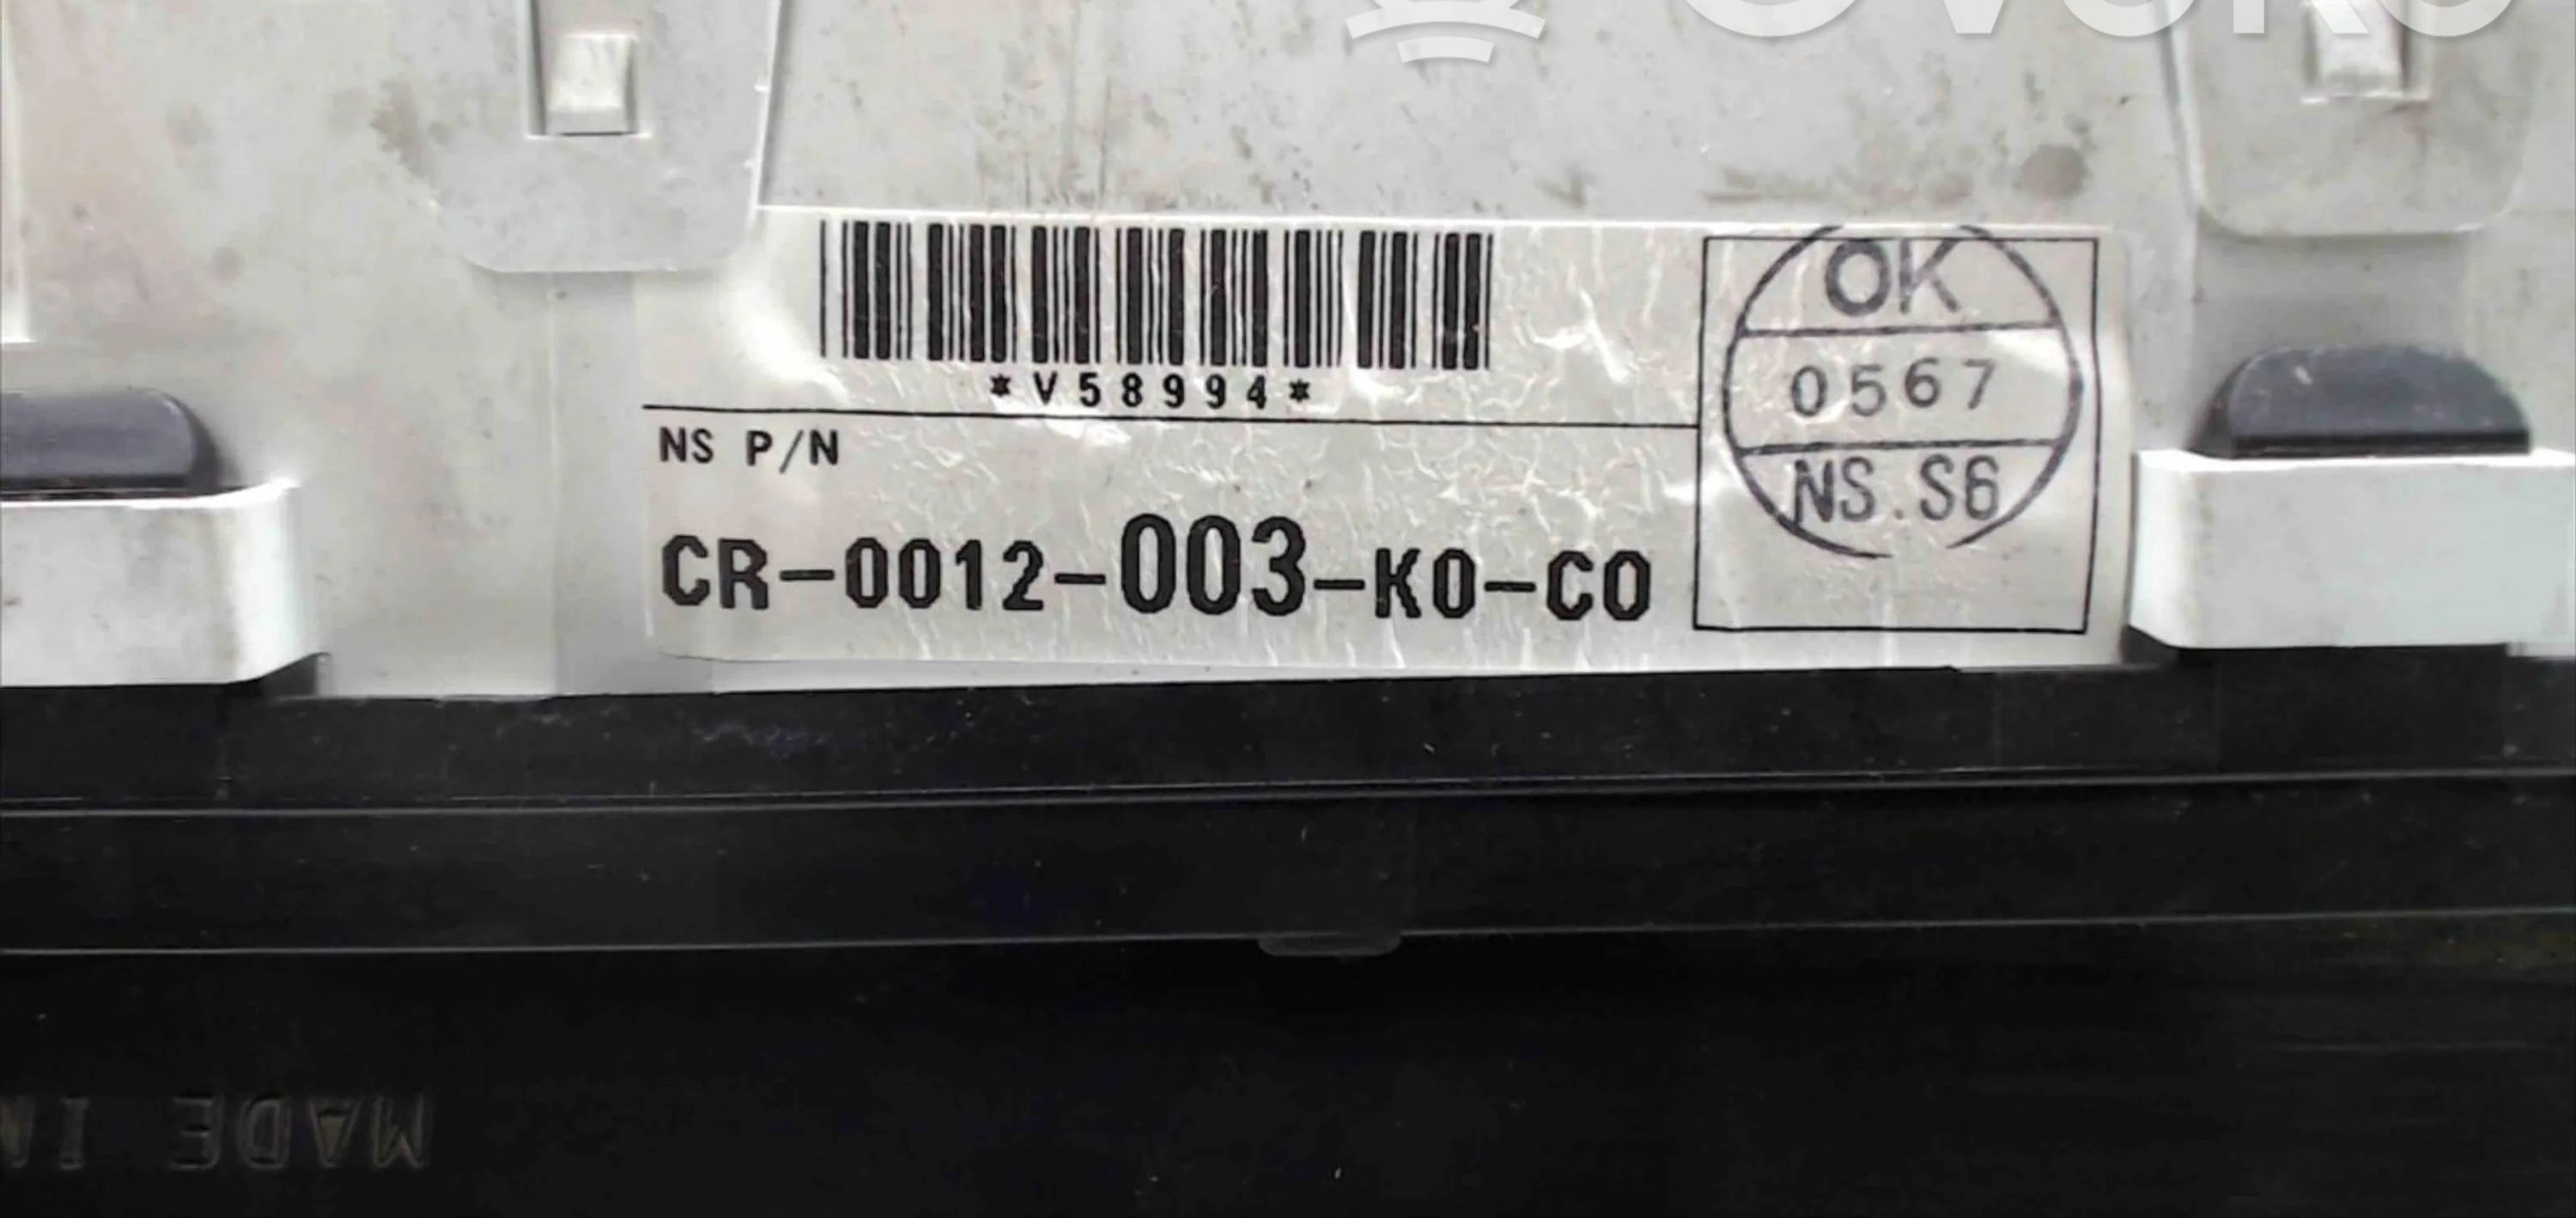 *V58994*
NS P/N
CR-0012-003-K0-C0
OK
0567
NS.S6
MADE IN